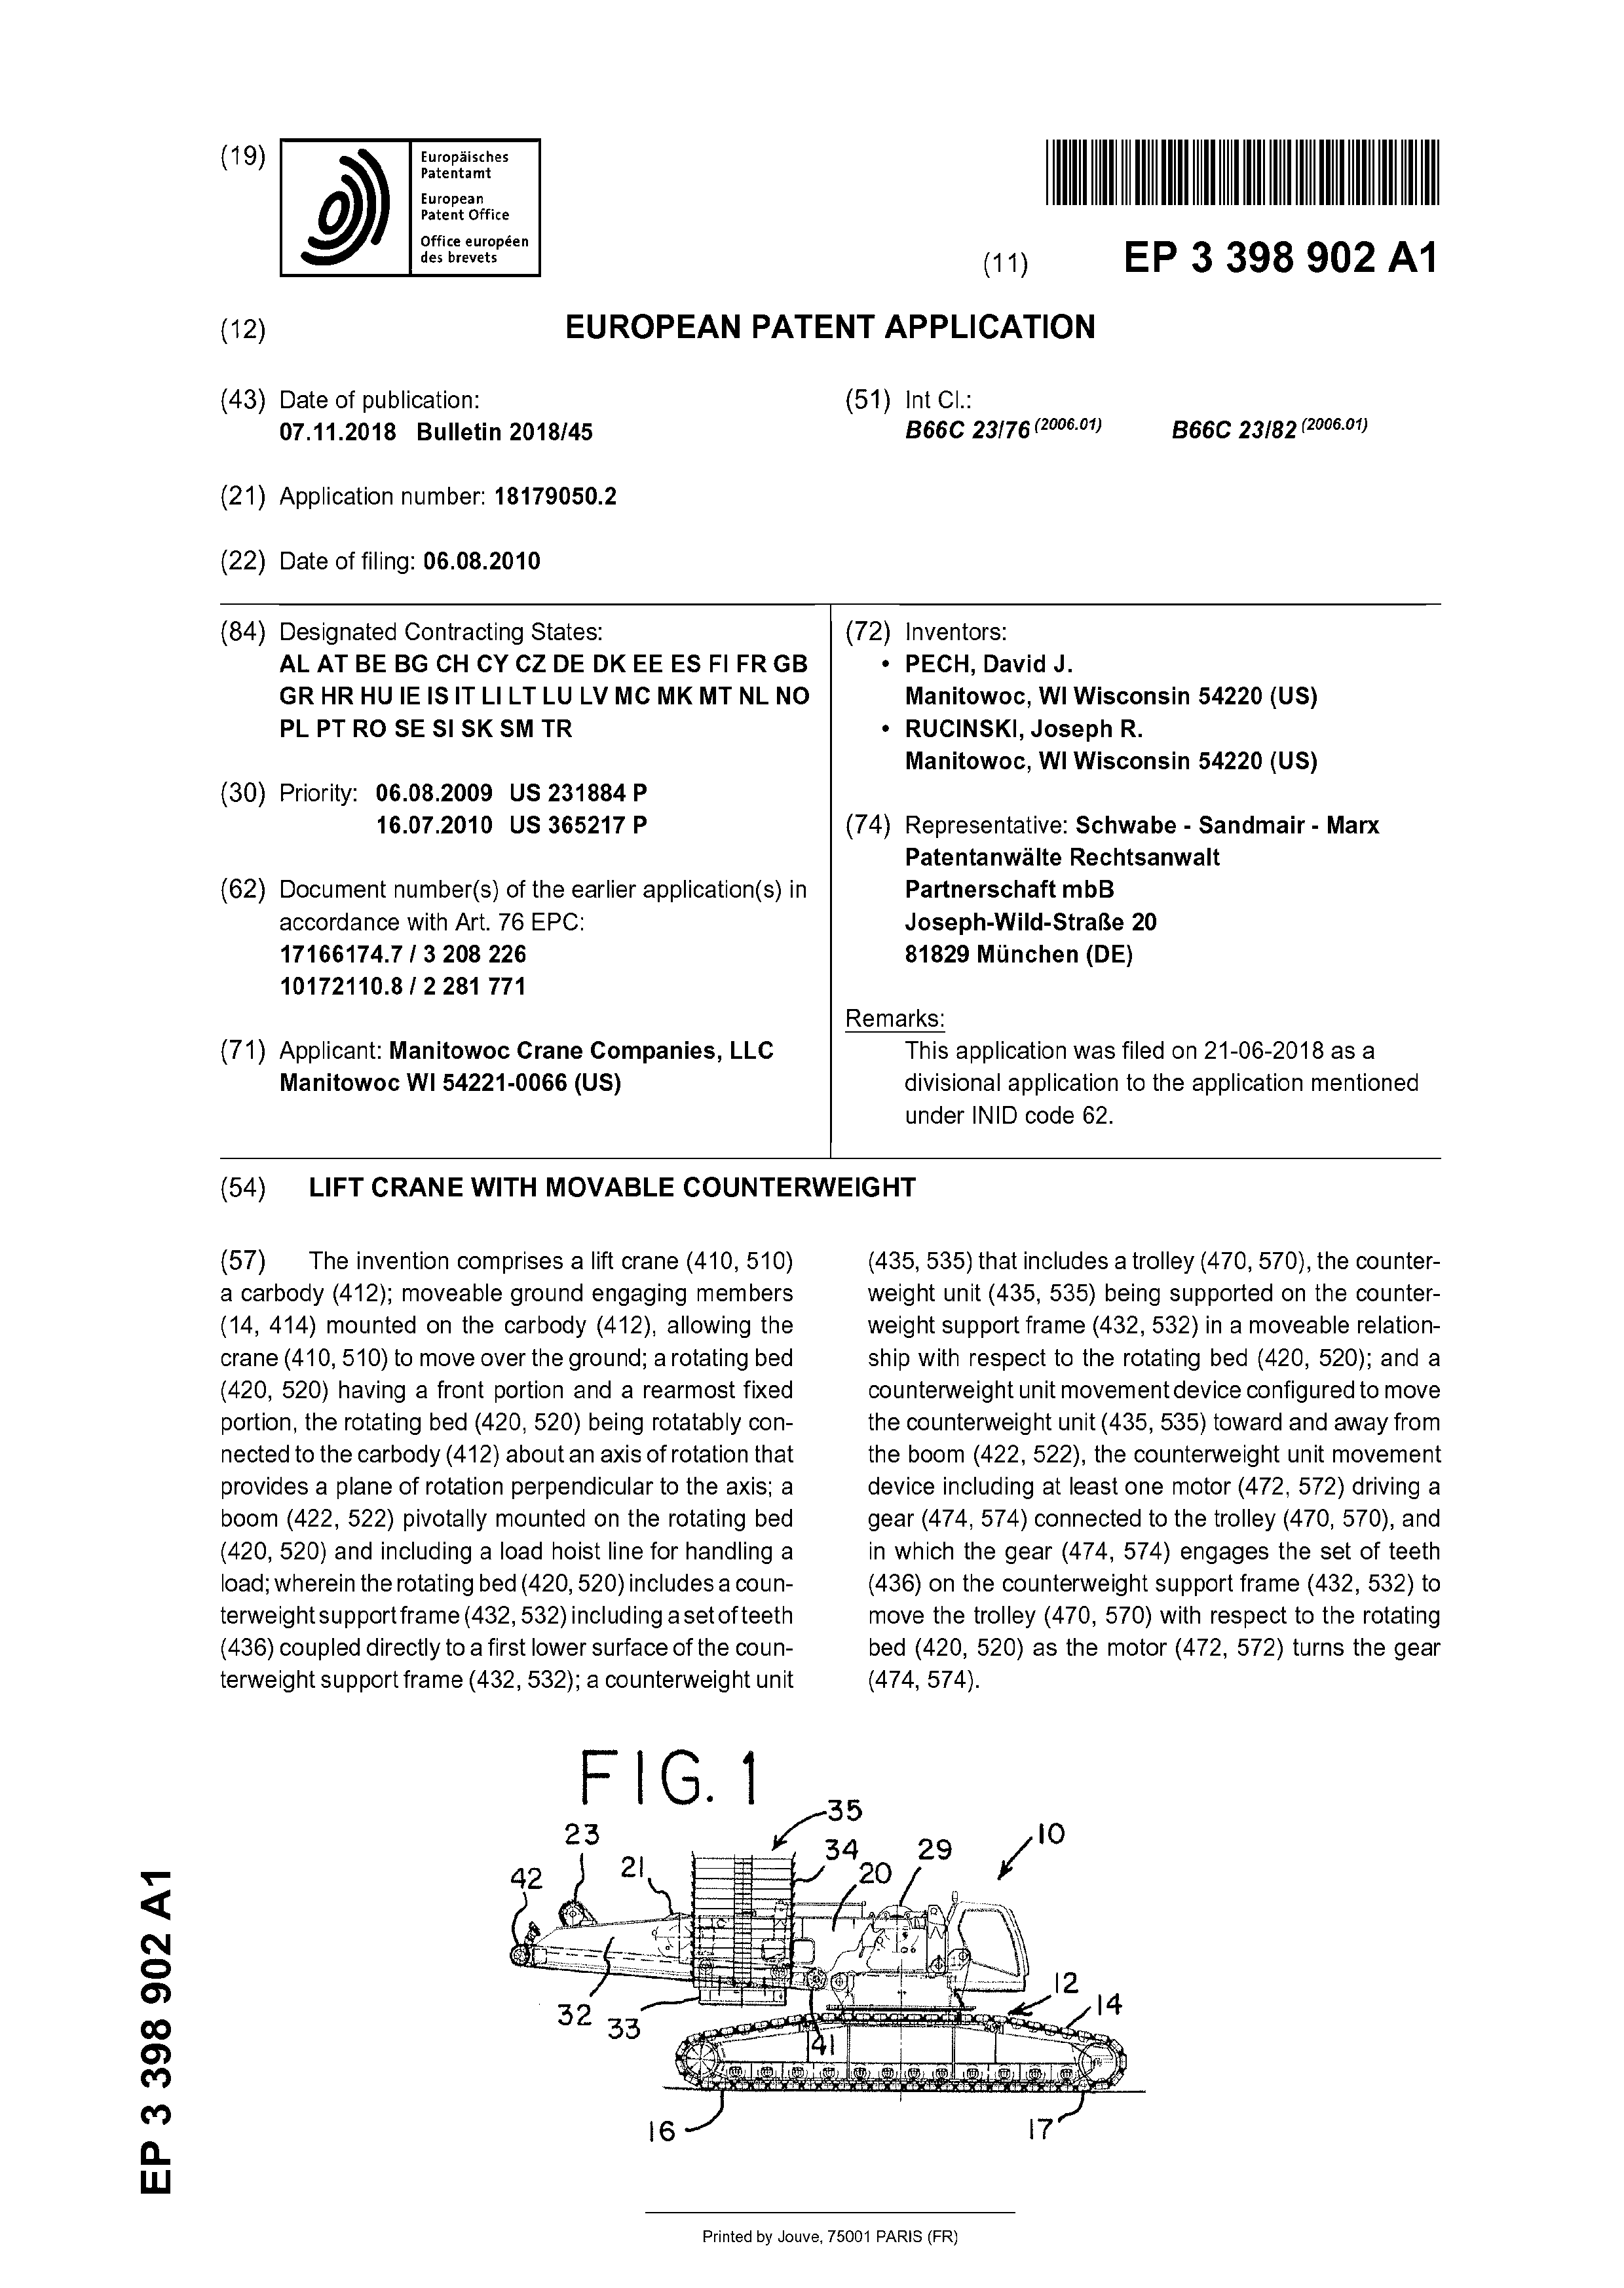 (19)
Europäisches
Patentamt
European
Patent Office
Office européen
des brevets
(11) EP 3 398 902 A1
(12) EUROPEAN PATENT APPLICATION
(43) Date of publication:
07.11.2018 Bulletin 2018/45
(51) Int Cl.:
B66C 23/76 (2006.01) B66C 23/82 (2006.01)
(21) Application number: 18179050.2
(22) Date of filing: 06.08.2010
(84) Designated Contracting States:
AL AT BE BG CH CY CZ DE DK EE ES FI FR GB
GR HR HU IE IS IT LI LT LU LV MC MK MT NL NO
PL PT RO SE SI SK SM TR
(30) Priority: 06.08.2009 US 231884 P
16.07.2010 US 365217 P
(62) Document number(s) of the earlier application(s) in
accordance with Art. 76 EPC:
17166174.7 / 3 208 226
10172110.8 / 2 281 771
(71) Applicant: Manitowoc Crane Companies, LLC
Manitowoc WI 54221-0066 (US)
(72) Inventors:
• PECH, David J.
Manitowoc, WI Wisconsin 54220 (US)
• RUCINSKI, Joseph R.
Manitowoc, WI Wisconsin 54220 (US)
(74) Representative: Schwabe - Sandmair - Marx
Patentanwälte Rechtsanwalt
Partnerschaft mbB
Joseph-Wild-Straße 20
81829 München (DE)
Remarks:
This application was filed on 21-06-2018 as a
divisional application to the application mentioned
under INID code 62.
(54) LIFT CRANE WITH MOVABLE COUNTERWEIGHT
(57) The invention comprises a lift crane (410, 510)
a carbody (412); moveable ground engaging members
(14, 414) mounted on the carbody (412), allowing the
crane (410, 510) to move over the ground; a rotating bed
(420, 520) having a front portion and a rearmost fixed
portion, the rotating bed (420, 520) being rotatably con-
nected to the carbody (412) about an axis of rotation that
provides a plane of rotation perpendicular to the axis; a
boom (422, 522) pivotally mounted on the rotating bed
(420, 520) and including a load hoist line for handling a
load; wherein the rotating bed (420, 520) includes a coun-
terweight support frame (432, 532) including a set of teeth
(436) coupled directly to a first lower surface of the coun-
terweight support frame (432, 532); a counterweight unit
(435, 535) that includes a trolley (470, 570), the counter-
weight unit (435, 535) being supported on the counter-
weight support frame (432, 532) in a moveable relation-
ship with respect to the rotating bed (420, 520); and a
counterweight unit movement device configured to move
the counterweight unit (435, 535) toward and away from
the boom (422, 522), the counterweight unit movement
device including at least one motor (472, 572) driving a
gear (474, 574) connected to the trolley (470, 570), and
in which the gear (474, 574) engages the set of teeth
(436) on the counterweight support frame (432, 532) to
move the trolley (470, 570) with respect to the rotating
bed (420, 520) as the motor (472, 572) turns the gear
(474, 574).
FIG. 1
35
23
10
34
29
21
42
20
12
14
32
33
41
16
17
EP 3 398 902 A1
Printed by Jouve, 75001 PARIS (FR)